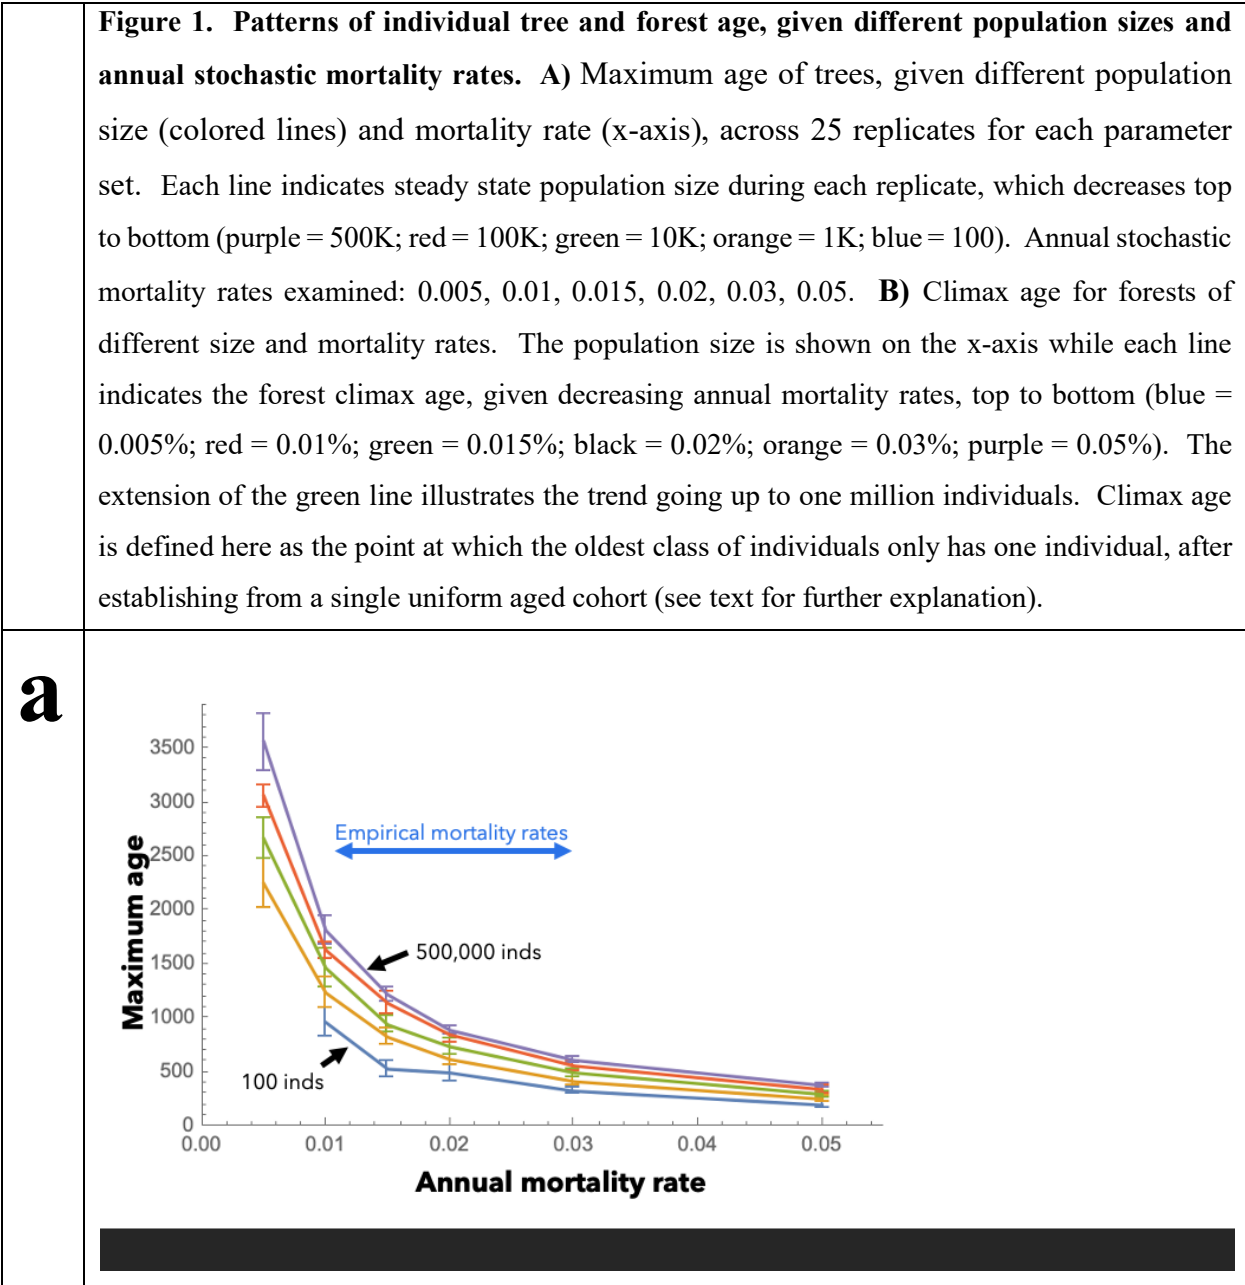 Figure 1. Patterns of individual tree and forest age, given different population sizes and
annual stochastic mortality rates. A) Maximum age of trees, given different population
size (colored lines) and mortality rate (x-axis), across 25 replicates for each parameter
set. Each line indicates steady state population size during each replicate, which decreases top
to bottom (purple = 500K; red = 100K; green = 10K; orange = 1K; blue = 100). Annual stochastic
mortality rates examined: 0.005, 0.01, 0.015, 0.02, 0.03, 0.05. B) Climax age for forests of
different size and mortality rates. The population size is shown on the x-axis while each line
indicates the forest climax age, given decreasing annual mortality rates, top to bottom (blue =
0.005%; red = 0.01%; green = 0.015%; black = 0.02%; orange = 0.03%; purple = 0.05%). The
extension of the green line illustrates the trend going up to one million individuals. Climax age
is defined here as the point at which the oldest class of individuals only has one individual, after
establishing from a single uniform aged cohort (see text for further explanation).
a
Maximum age
3500
3000
2500
2000
1500
1000
500
0
Empirical mortality rates
500,000 inds
100 inds
0.00 0.01 0.02 0.03 0.04 0.05
Annual mortality rate